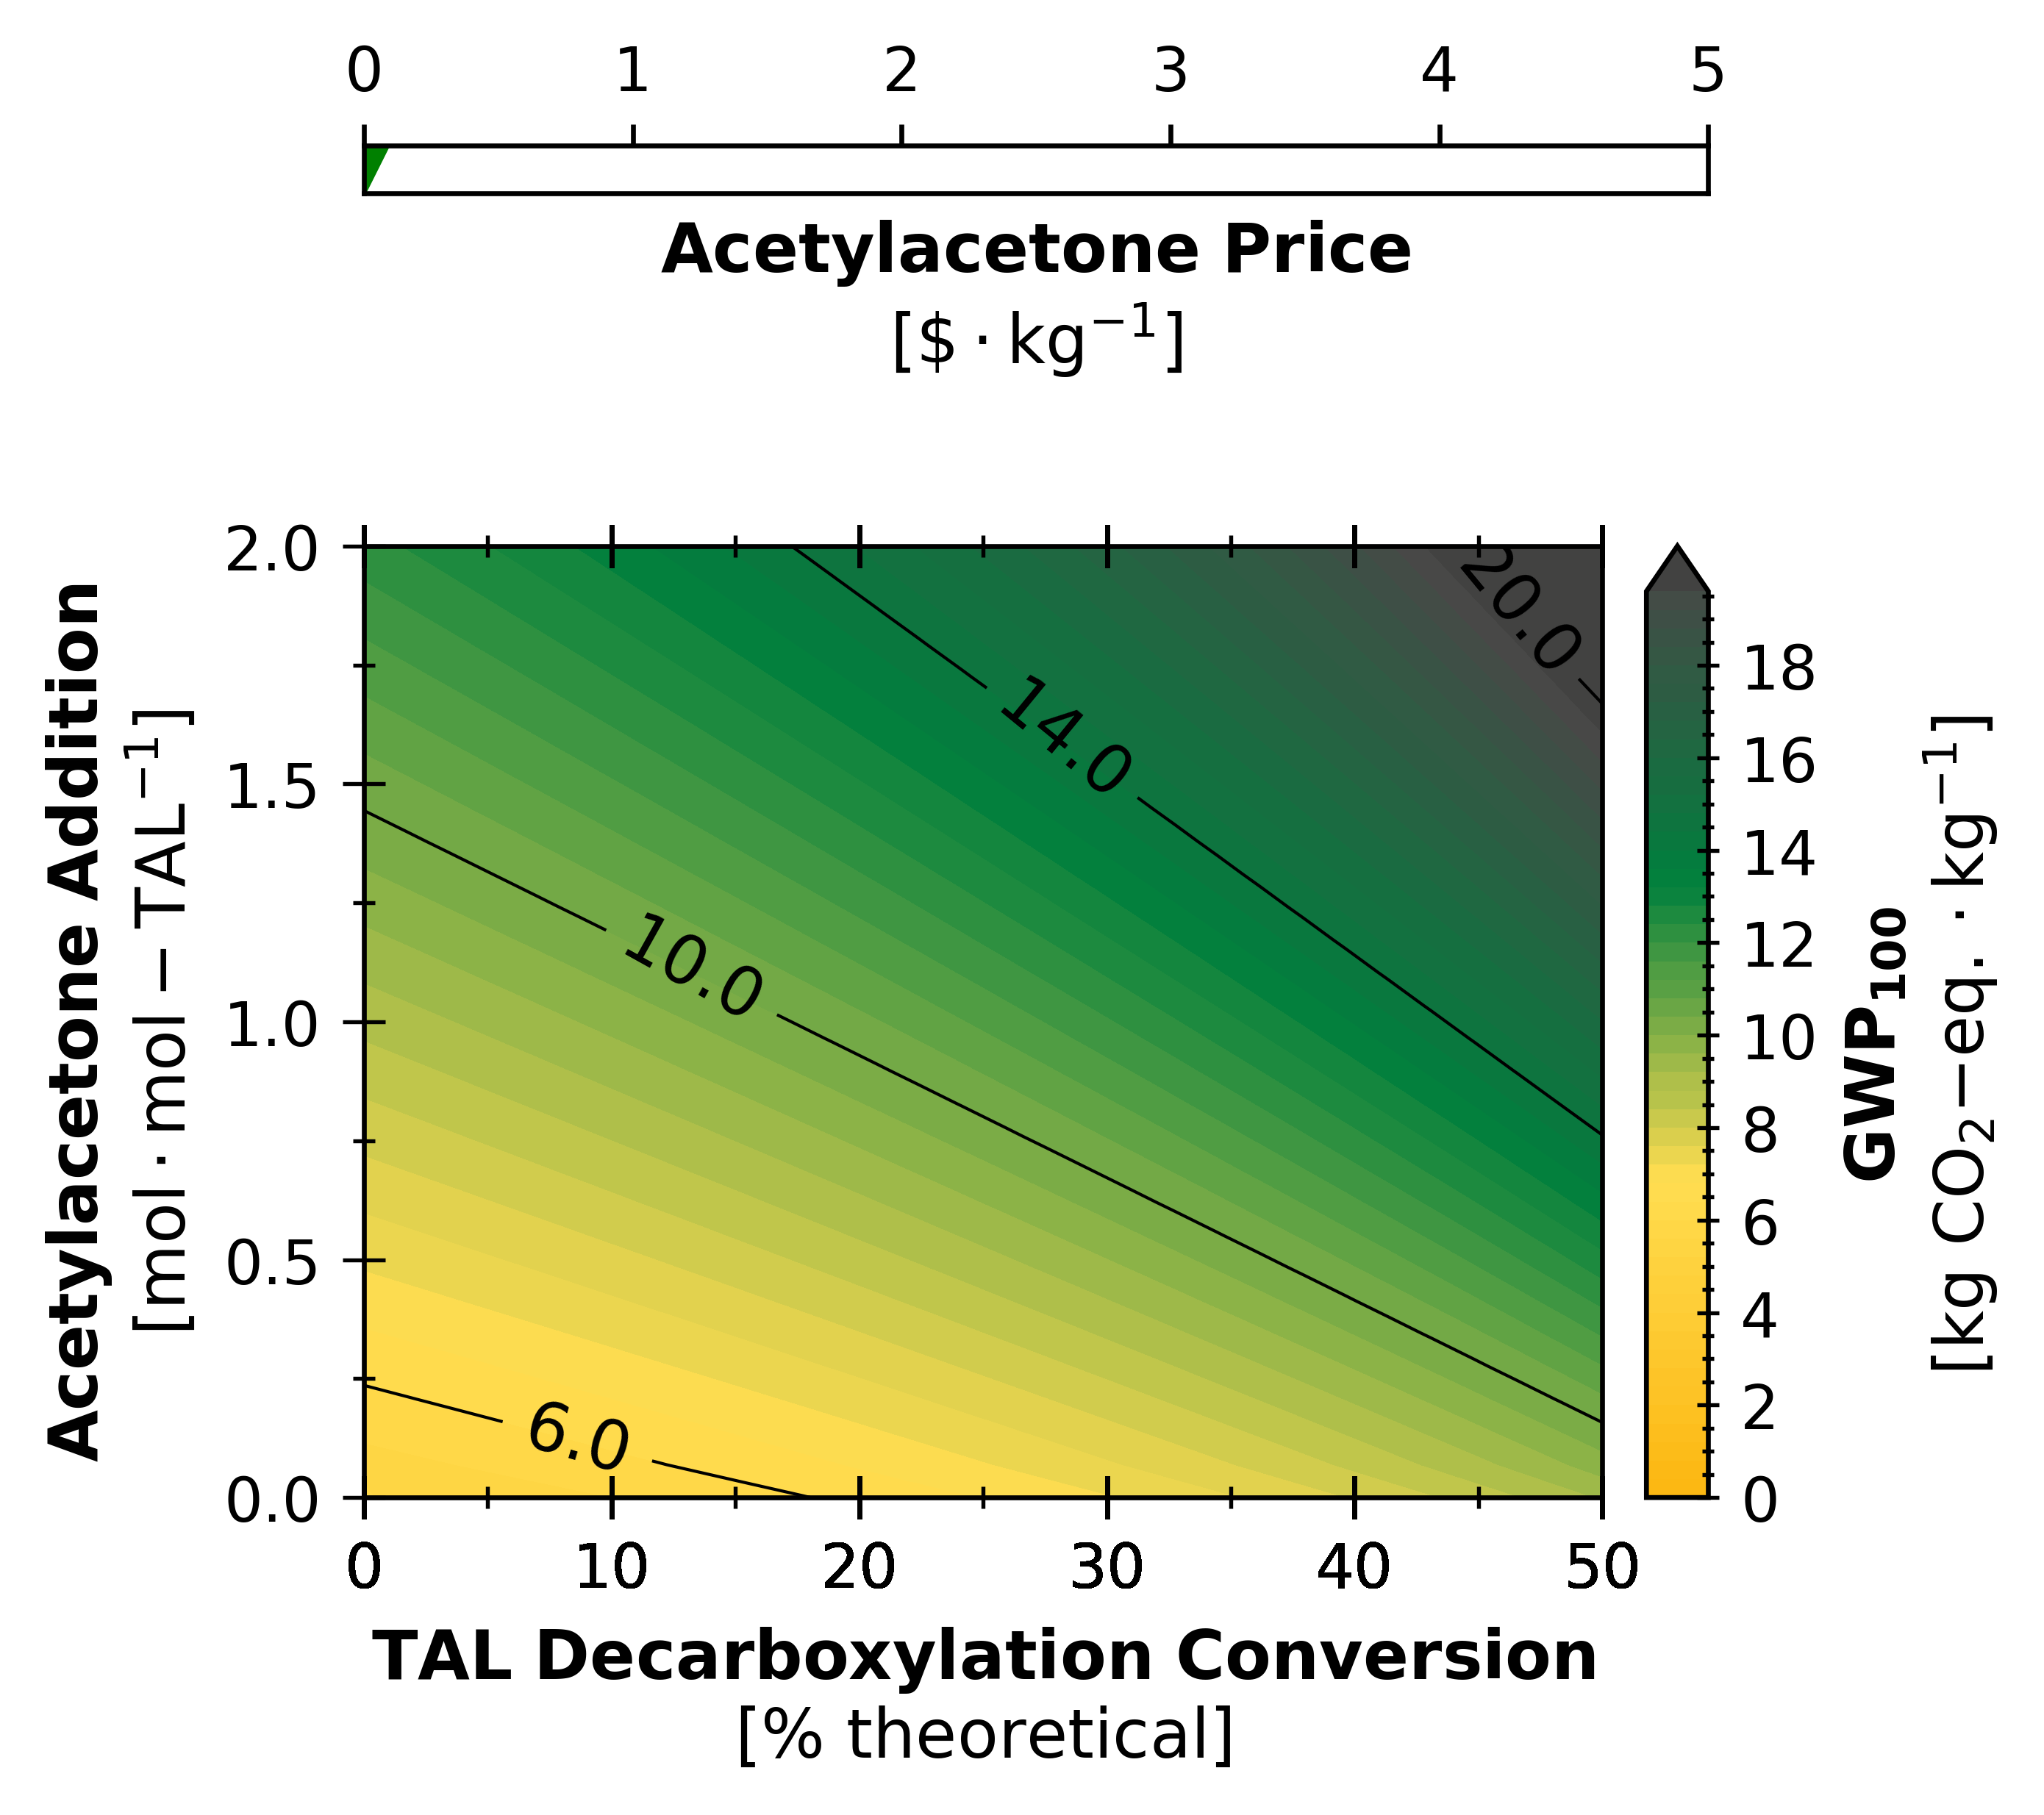 0 1 2 3 4 5
Acetylacetone Price
[$ · kg⁻¹]
Acetylacetone Addition
[mol · mol − TAL⁻¹]
2.0
1.5
1.0
0.5
0.0
20.0
14.0
10.0
6.0
0 10 20 30 40 50
TAL Decarboxylation Conversion
[% theoretical]
18
16
14
12
10
8
6
4
2
0
GWP₁₀₀
[kg CO₂−eq. · kg⁻¹]